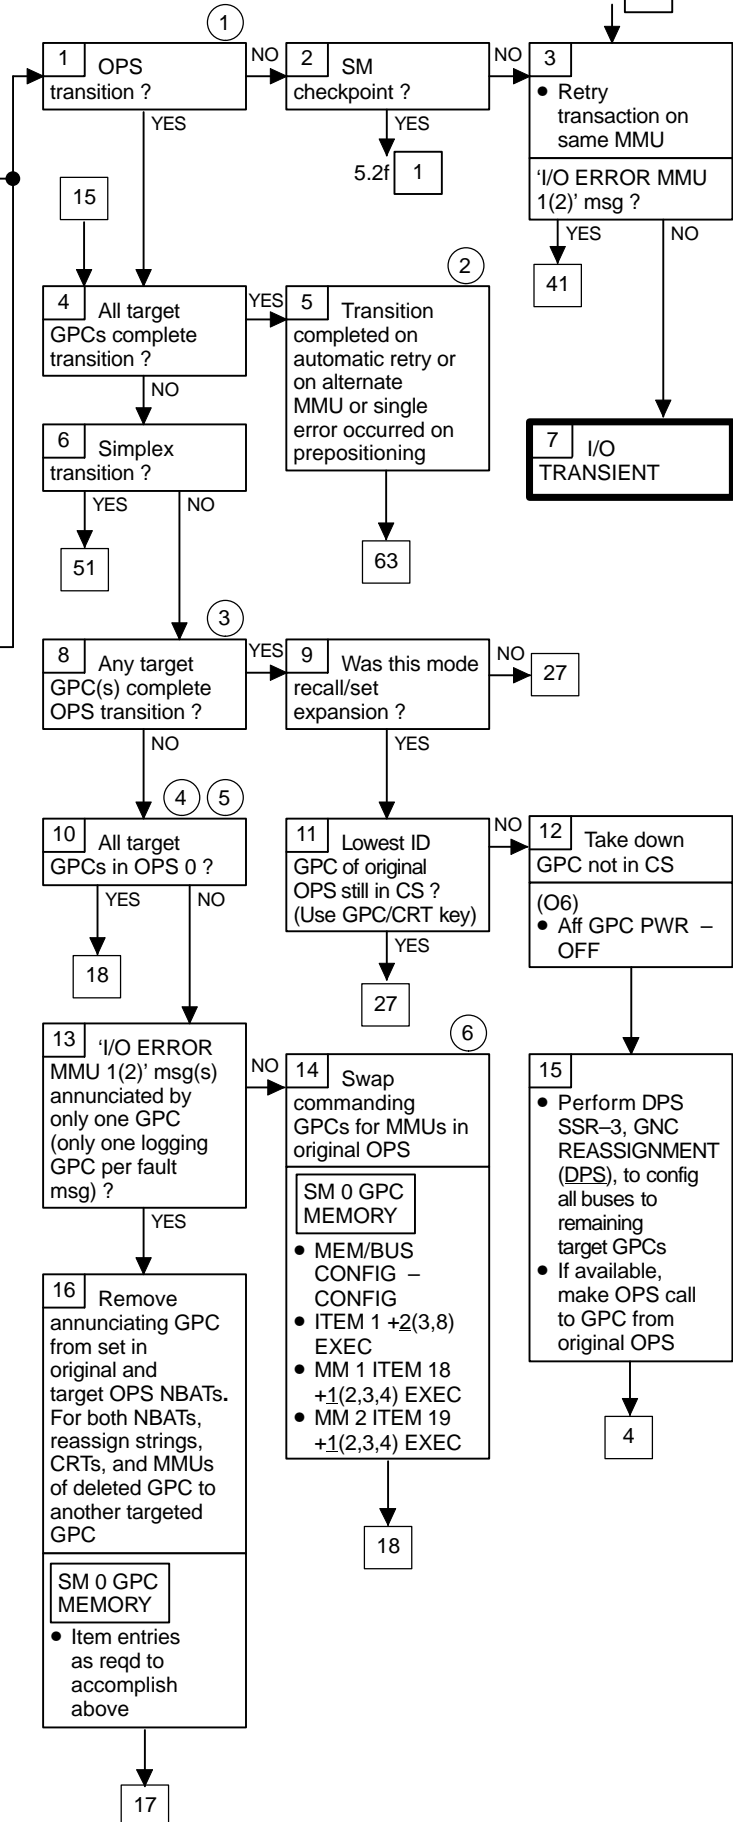 1
1 OPS
transition ?
NO
YES
2 SM
checkpoint ?
NO
YES
5.2f 1
3
• Retry
transaction on
same MMU
‘I/O ERROR MMU
1(2)’ msg ?
YES
NO
41
15
4 All target
GPCs complete
transition ?
YES
NO
2
5 Transition
completed on
automatic retry or
on alternate
MMU or single
error occurred on
prepositioning
63
6 Simplex
transition ?
YES
NO
51
7 I/O
TRANSIENT
3
8 Any target
GPC(s) complete
OPS transition ?
YES
NO
9 Was this mode
recall/set
expansion ?
NO
27
YES
4 5
10 All target
GPCs in OPS 0 ?
YES
NO
18
11 Lowest ID
GPC of original
OPS still in CS ?
(Use GPC/CRT key)
NO
YES
27
12 Take down
GPC not in CS
(O6)
• Aff GPC PWR –
OFF
13 ‘I/O ERROR
MMU 1(2)’ msg(s)
annunciated by
only one GPC
(only one logging
GPC per fault
msg) ?
NO
YES
6
14 Swap
commanding
GPCs for MMUs in
original OPS
SM 0 GPC
MEMORY
• MEM/BUS
CONFIG –
CONFIG
• ITEM 1 +2(3,8)
EXEC
• MM 1 ITEM 18
+1(2,3,4) EXEC
• MM 2 ITEM 19
+1(2,3,4) EXEC
18
15
• Perform DPS
SSR–3, GNC
REASSIGNMENT
(DPS), to config
all buses to
remaining
target GPCs
• If available,
make OPS call
to GPC from
original OPS
4
16 Remove
annunciating GPC
from set in
original and
target OPS NBATs.
For both NBATs,
reassign strings,
CRTs, and MMUs
of deleted GPC to
another targeted
GPC
SM 0 GPC
MEMORY
• Item entries
as reqd to
accomplish
above
17